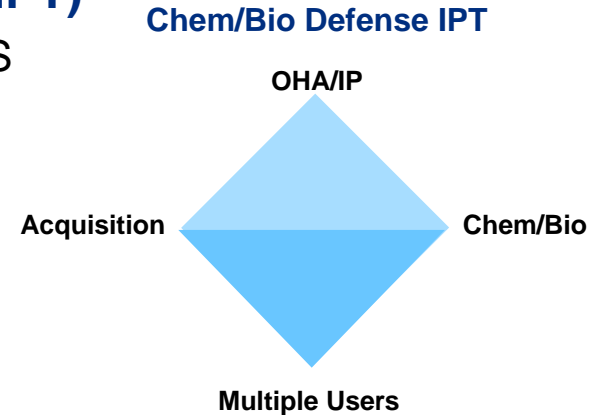 Chem/Bio Defense IPT
OHA/IP
Acquisition
Chem/Bio
Multiple Users